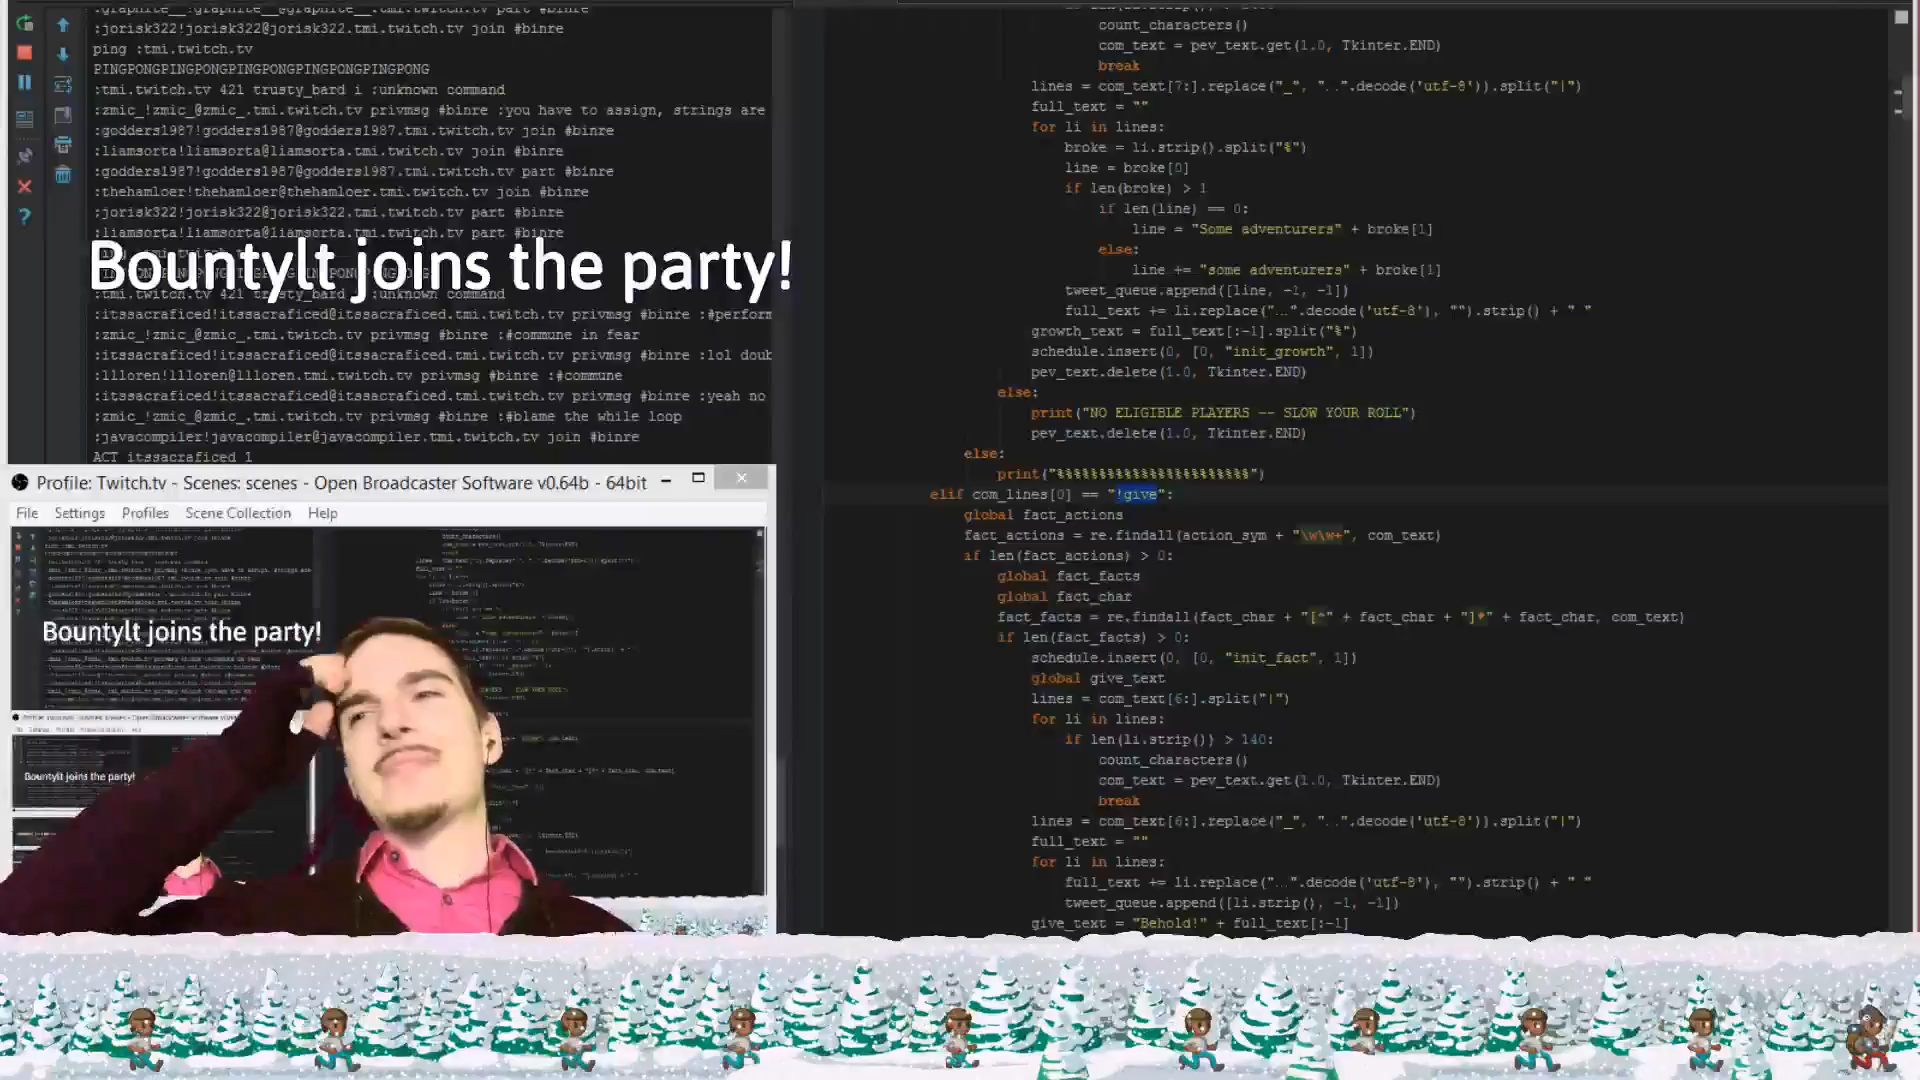 :graphite__!graphite__@graphite__.tmi.twitch.tv part #binre
:jorisk322!jorisk322@jorisk322.tmi.twitch.tv join #binre
ping :tmi.twitch.tv
PINGPONGPINGPONGPINGPONGPINGPONGPINGPONG
:tmi.twitch.tv 421 trusty_bard i :unknown command
:zmic_!zmic_@zmic_.tmi.twitch.tv privmsg #binre :you have to assign, strings are
:godders1987!godders1987@godders1987.tmi.twitch.tv join #binre
:liamsorta!liamsorta@liamsorta.tmi.twitch.tv join #binre
:godders1987!godders1987@godders1987.tmi.twitch.tv part #binre
:thehamloer!thehamloer@thehamloer.tmi.twitch.tv join #binre
:jorisk322!jorisk322@jorisk322.tmi.twitch.tv part #binre
:liamsorta!liamsorta@liamsorta.tmi.twitch.tv part #binre
Bountylt joins the party!
:tmi.twitch.tv 421 trusty_bard i :unknown command
:itssacraficed!itssacraficed@itssacraficed.tmi.twitch.tv privmsg #binre :#perform
:zmic_!zmic_@zmic_.tmi.twitch.tv privmsg #binre :#commune in fear
:itssacraficed!itssacraficed@itssacraficed.tmi.twitch.tv privmsg #binre :lol doub
:llloren!llloren@llloren.tmi.twitch.tv privmsg #binre :#commune
:itssacraficed!itssacraficed@itssacraficed.tmi.twitch.tv privmsg #binre :yeah no
:zmic_!zmic_@zmic_.tmi.twitch.tv privmsg #binre :#blame the while loop
:javacompiler!javacompiler@javacompiler.tmi.twitch.tv join #binre
ACT itssacraficed 1
Profile: Twitch.tv - Scenes: scenes - Open Broadcaster Software v0.64b - 64bit
File Settings Profiles Scene Collection Help
Bountylt joins the party!
Bountylt joins the party!
count_characters()
com_text = pev_text.get(1.0, Tkinter.END)
break
lines = com_text[7:].replace("_", "…".decode('utf-8')).split("|")
full_text = ""
for li in lines:
broke = li.strip().split("%")
line = broke[0]
if len(broke) > 1
if len(line) == 0:
line = "Some adventurers" + broke[1]
else:
line += "some adventurers" + broke[1]
tweet_queue.append([line, -1, -1])
full_text += li.replace("…".decode('utf-8'), "").strip() + " "
growth_text = full_text[:-1].split("%")
schedule.insert(0, [0, "init_growth", 1])
pev_text.delete(1.0, Tkinter.END)
else:
print("NO ELIGIBLE PLAYERS -- SLOW YOUR ROLL")
pev_text.delete(1.0, Tkinter.END)
else:
print("%%%%%%%%%%%%%%%%%%%%%%%")
elif com_lines[0] == "!give":
global fact_actions
fact_actions = re.findall(action_sym + "\w\w+", com_text)
if len(fact_actions) > 0:
global fact_facts
global fact_char
fact_facts = re.findall(fact_char + "[^" + fact_char + "]*" + fact_char, com_text)
if len(fact_facts) > 0:
schedule.insert(0, [0, "init_fact", 1])
global give_text
lines = com_text[6:].split("|")
for li in lines:
if len(li.strip()) > 140:
count_characters()
com_text = pev_text.get(1.0, Tkinter.END)
break
lines = com_text[6:].replace("_", "…".decode('utf-8')).split("|")
full_text = ""
for li in lines:
full_text += li.replace("…".decode('utf-8'), "").strip() + " "
tweet_queue.append([li.strip(), -1, -1])
give_text = "Behold!" + full_text[:-1]